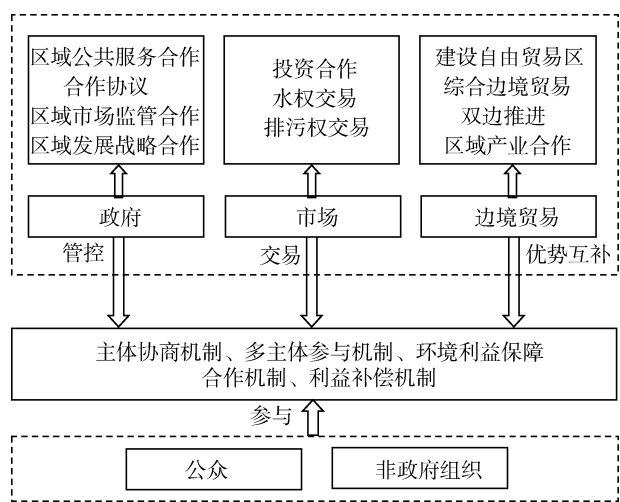 区域公共服务合作
合作协议
区域市场监管合作
区域发展战略合作
投资合作
水权交易
排污权交易
建设自由贸易区
综合边境贸易
双边推进
区域产业合作
政府
市场
边境贸易
管控
交易
优势互补
主体协商机制、多主体参与机制、环境利益保障
合作机制、利益补偿机制
参与
公众
非政府组织